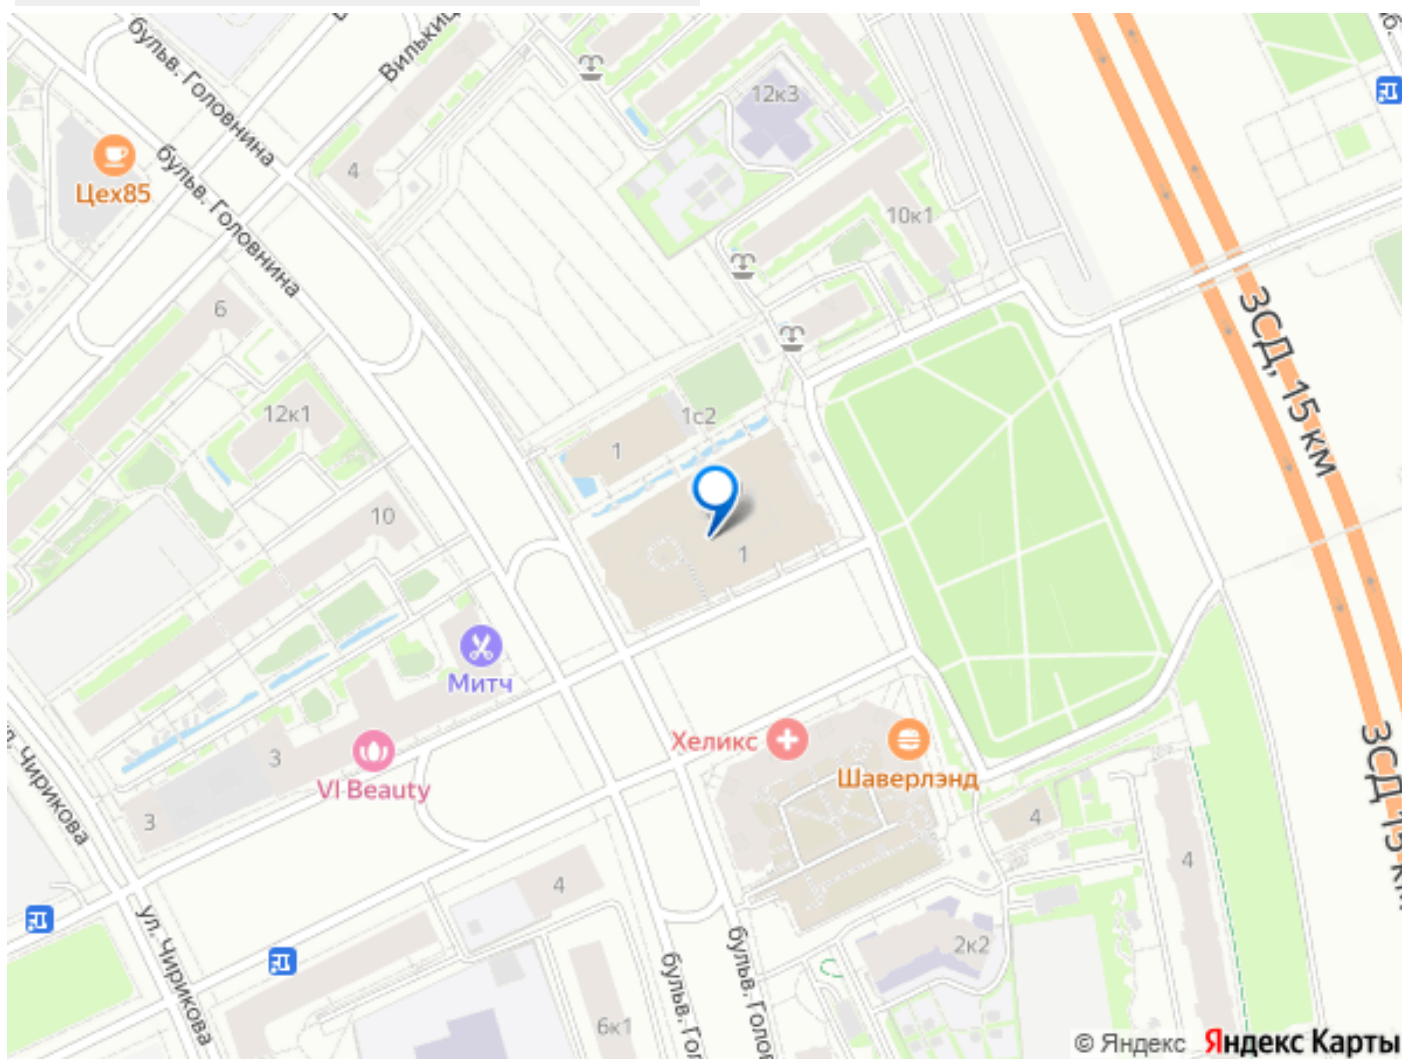 бульв. Головнина
Вилькиц
12к3
4
Цех85
бульв. Головнина
10к1
6
ЗСД, 15 км
12к1
1с2
1
10
1
Митч
ул. Чирикова
Хеликс
3
VI Beauty
Шаверлэнд
ЗСД 15 км
3
4
4
4
ул. Чирикова
2к2
бульв. Гол
бульв. Голов
6к1
© Яндекс Яндекс Карты